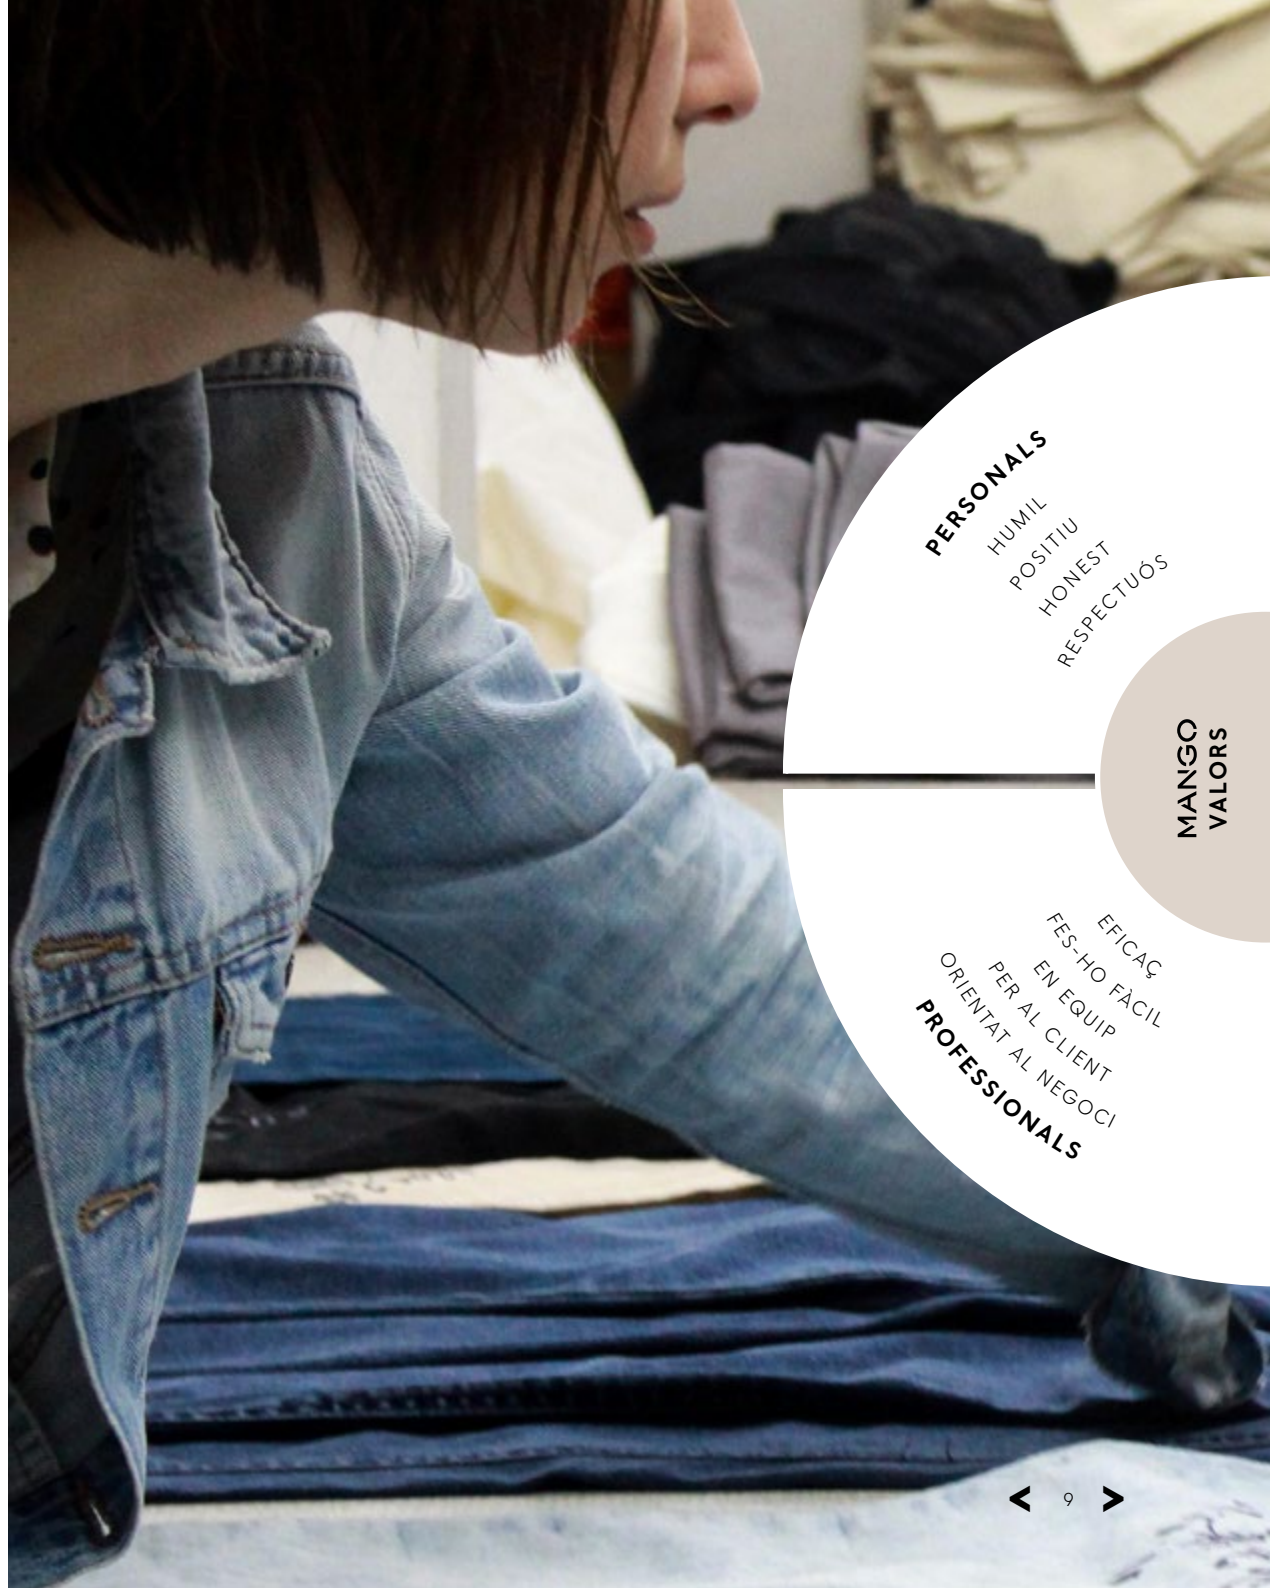 PERSONALS
HUMIL
POSITIU
HONEST
RESPECTUÓS
MANGO
VALORS
EFICAÇ
FES-HO FÀCIL
EN EQUIP
PER AL CLIENT
ORIENTAT AL NEGOCI
PROFESSIONALS
< 9 >